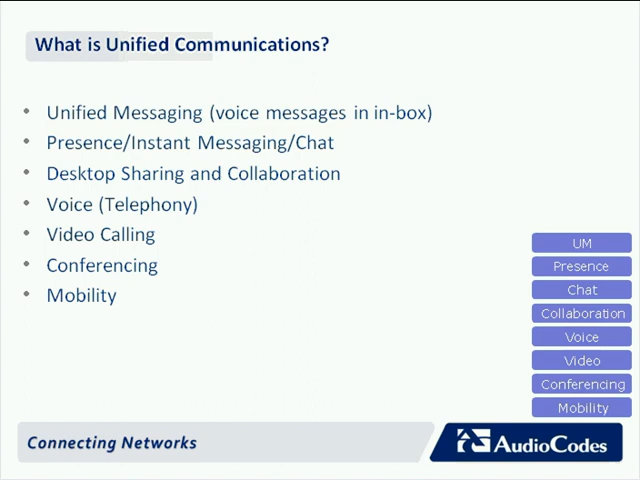 What is Unified Communications?
• Unified Messaging (voice messages in in-box)
• Presence/Instant Messaging/Chat
• Desktop Sharing and Collaboration
• Voice (Telephony)
• Video Calling
• Conferencing
• Mobility
UM
Presence
Chat
Collaboration
Voice
Video
Conferencing
Mobility
Connecting Networks
AudioCodes